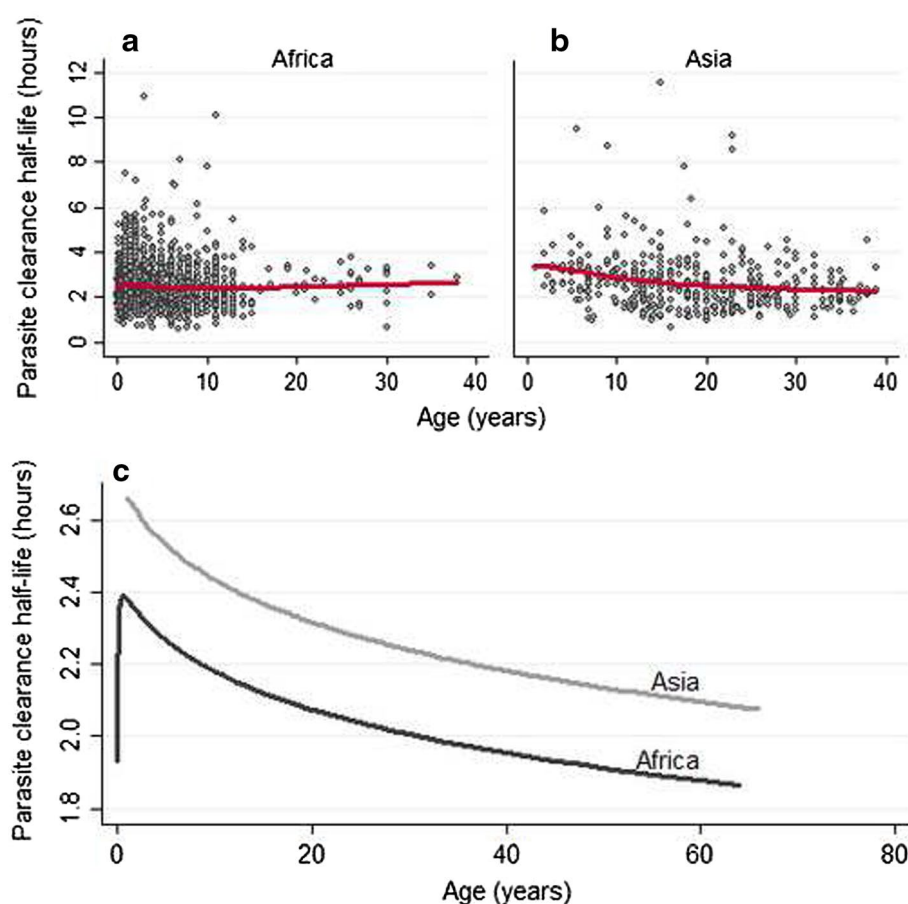 a
Africa
b
Asia
Parasite clearance half-life (hours)
12
10
8
6
4
2
0
0 10 20 30 40
0 10 20 30 40
Age (years)
c
Parasite clearance half-life (hours)
2.6
2.4
2.2
2.0
1.8
Asia
Africa
0 20 40 60 80
Age (years)